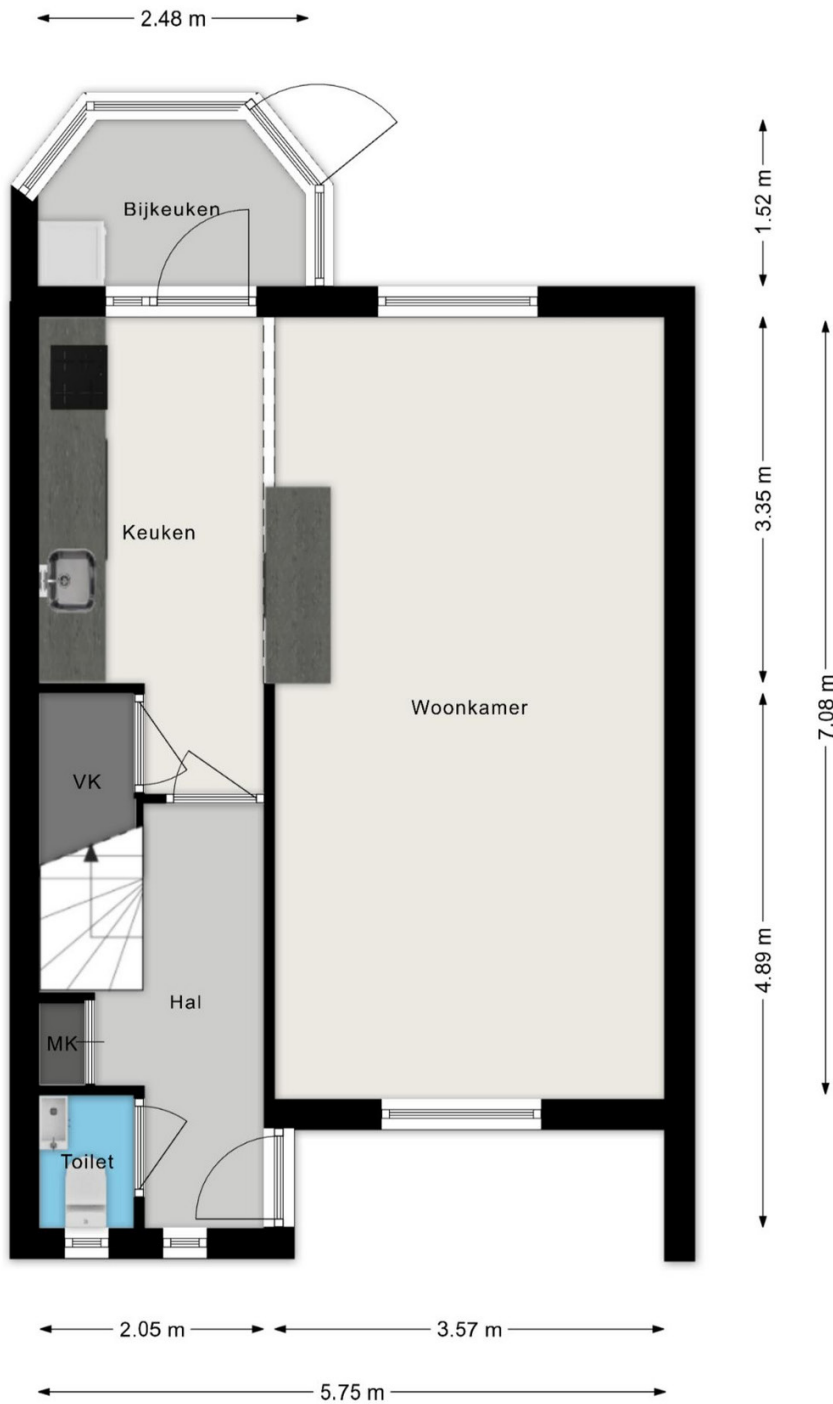 2.48 m
Bijkeuken
1.52 m
Keuken
3.35 m
Woonkamer
7.08 m
VK
4.89 m
Hal
MK
Toilet
2.05 m
3.57 m
5.75 m